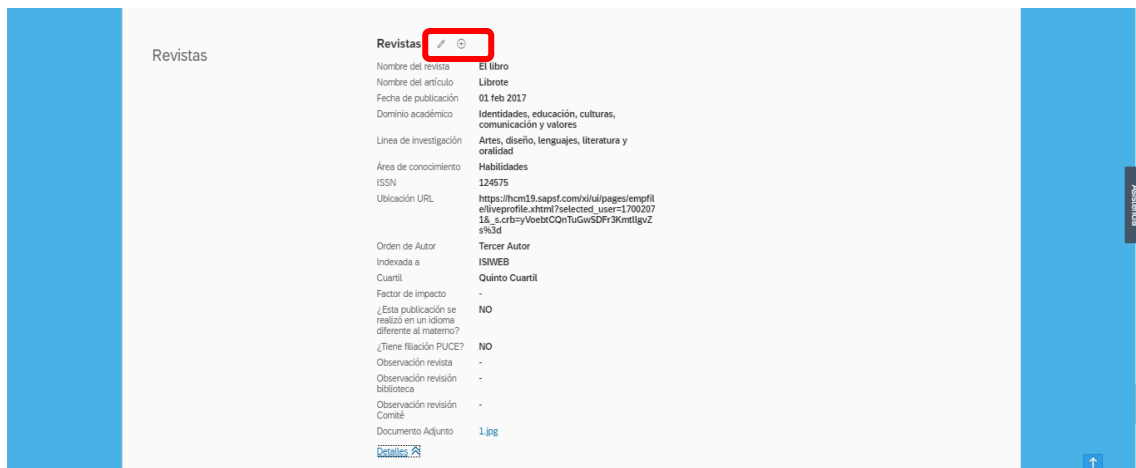 Revistas
Revistas
Nombre del revista El libro
Nombre del artículo Librote
Fecha de publicación 01 feb 2017
Dominio académico Identidades, educación, culturas,
comunicación y valores
Linea de investigación Artes, diseño, lenguajes, literatura y
oralidad
Área de conocimiento Habilidades
ISSN 124575
Ubicación URL https://hcm19.sapsf.com/xi/ui/pages/empfil
e/liveprofile.xhtml?selected_user=1700207
1&_s.crb=yVoebtCQnTuGwSDFr3KmtIlgvZ
s%3d
Orden de Autor Tercer Autor
Indexada a ISIWEB
Cuartil Quinto Cuartil
Factor de impacto -
¿Esta publicación se NO
realizó en un idioma
diferente al materno?
¿Tiene filiación PUCE? NO
Observación revista -
Observación revisión -
biblioteca
Observación revisión -
Comité
Documento Adjunto 1.jpg
Detalles
Asistencia